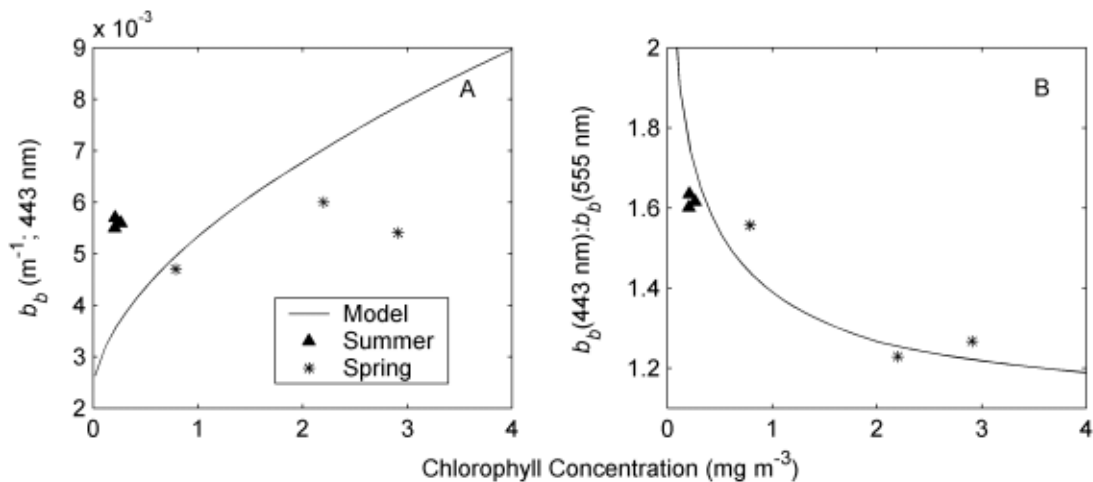 x 10⁻³
9
8
7
6
5
4
3
2
b_b (m⁻¹; 443 nm)
A
Model
Summer
Spring
0
1
2
3
4
2
1.8
1.6
1.4
1.2
b_b(443 nm):b_b(555 nm)
B
0
1
2
3
4
Chlorophyll Concentration (mg m⁻³)